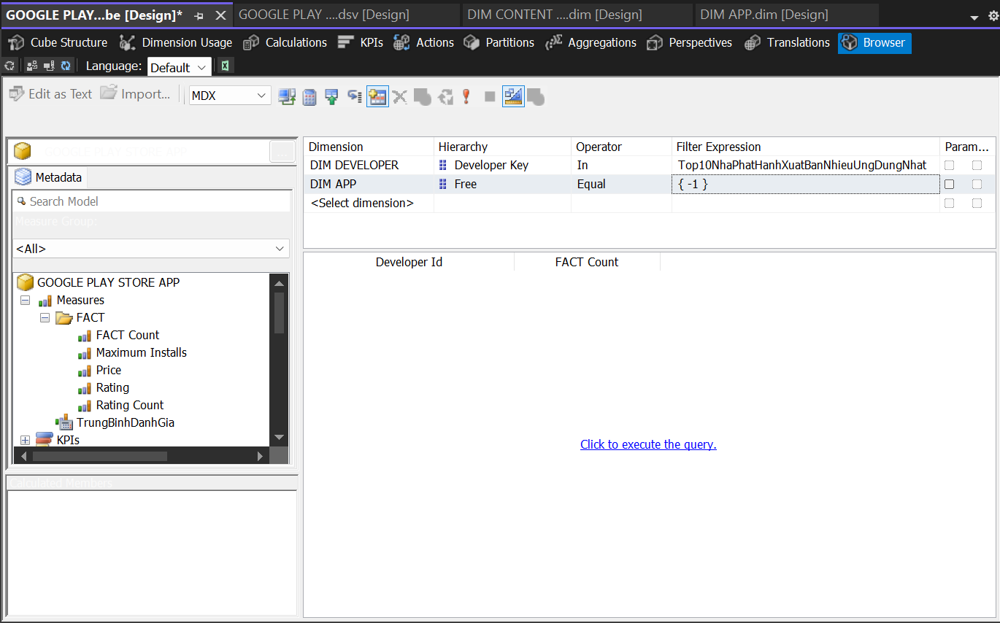 GOOGLE PLAY...be [Design]* GOOGLE PLAY ....dsv [Design] DIM CONTENT ....dim [Design] DIM APP.dim [Design]
Cube Structure Dimension Usage Calculations KPIs Actions Partitions Aggregations Perspectives Translations Browser
Language: Default
Edit as Text Import... MDX
GOOGLE PLAY STORE APP ...
Metadata
Search Model
Measure Group:
<All>
GOOGLE PLAY STORE APP
Measures
FACT
FACT Count
Maximum Installs
Price
Rating
Rating Count
TrungBinhDanhGia
KPIs
Calculated Members
Dimension Hierarchy Operator Filter Expression Param...
DIM DEVELOPER Developer Key In Top10NhaPhatHanhXuatBanNhieuUngDungNhat
DIM APP Free Equal { -1 }
<Select dimension>
Developer Id FACT Count
Click to execute the query.